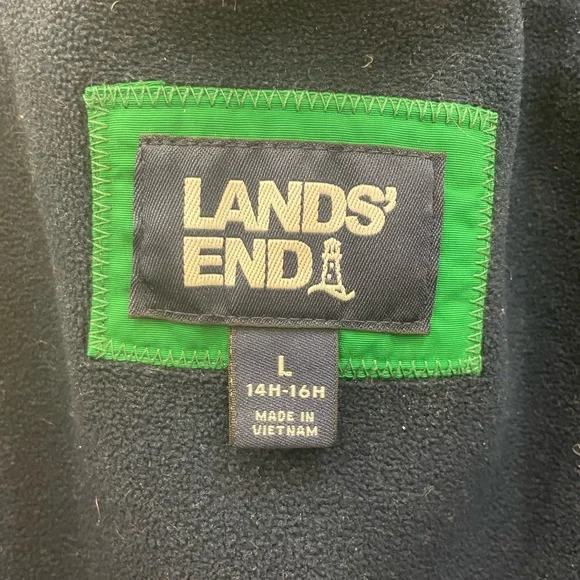 LANDS'
END
L
14H-16H
MADE IN
VIETNAM